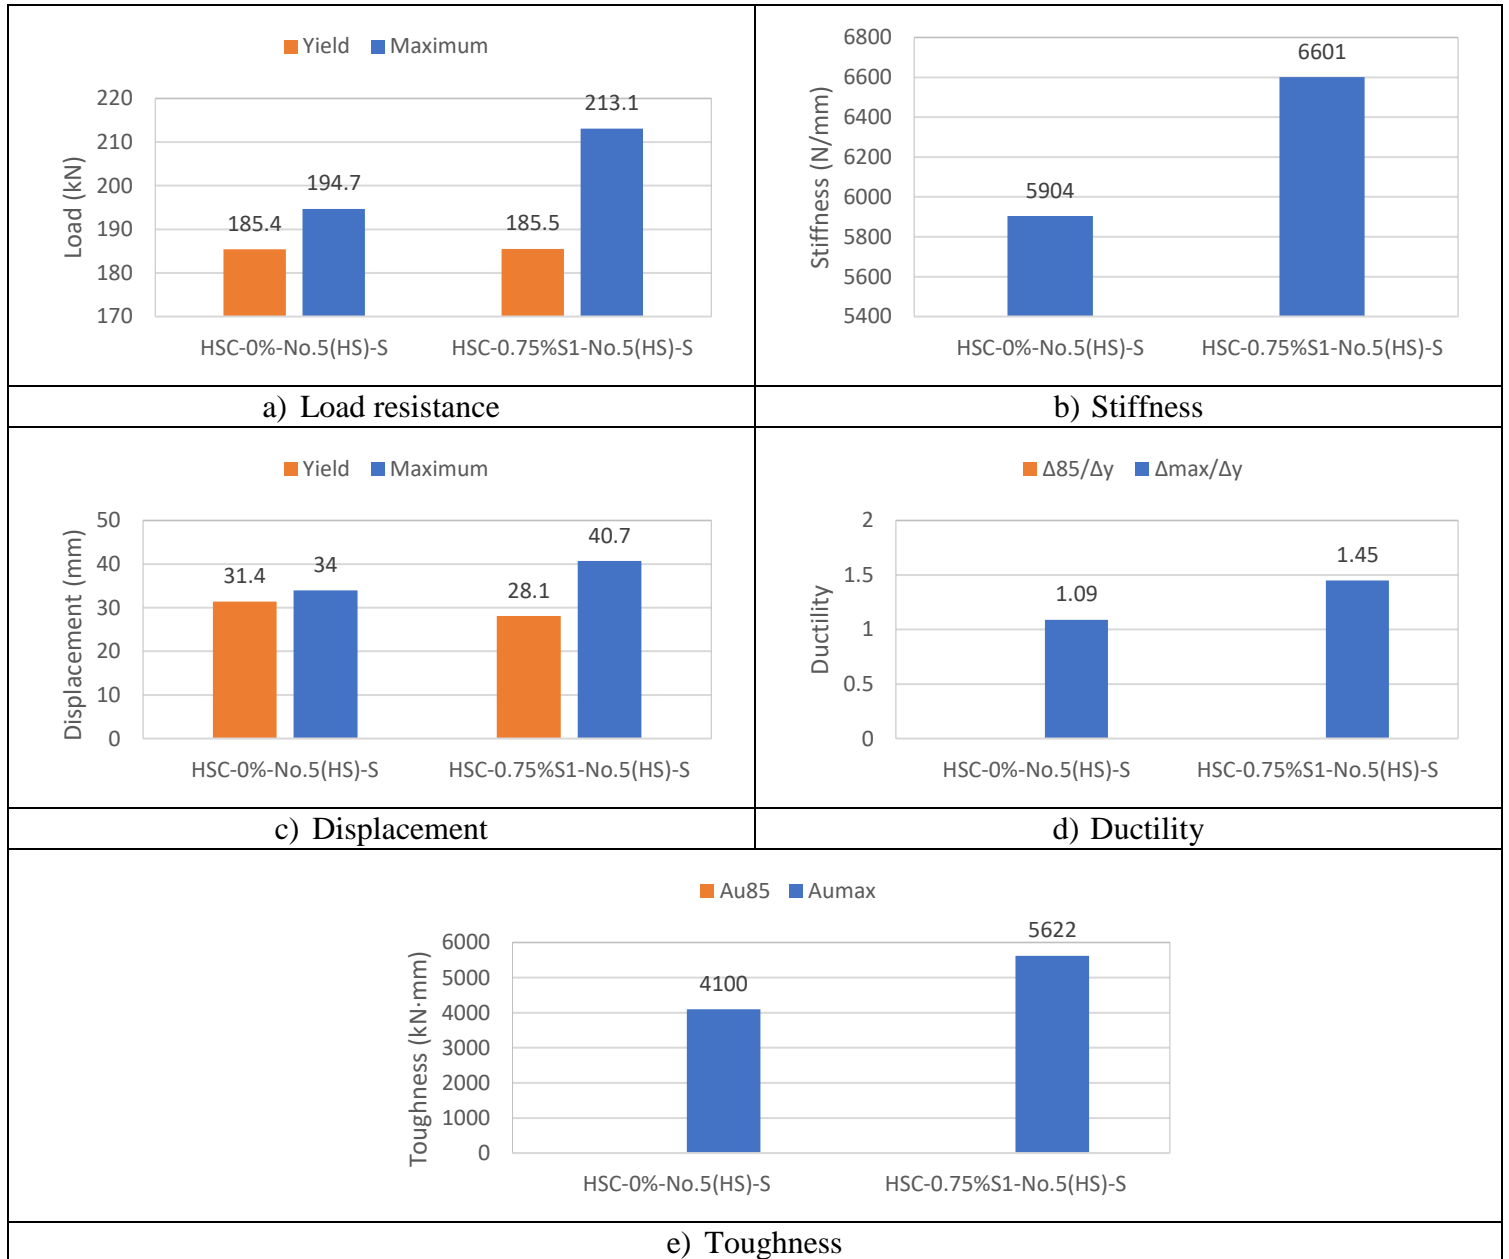 Yield Maximum
Load (kN)
220
210
200
190
180
170
185.4
194.7
185.5
213.1
HSC-0%-No.5(HS)-S HSC-0.75%S1-No.5(HS)-S
a) Load resistance
Stiffness (N/mm)
6800
6600
6400
6200
6000
5800
5600
5400
5904
6601
HSC-0%-No.5(HS)-S HSC-0.75%S1-No.5(HS)-S
b) Stiffness
Yield Maximum
Displacement (mm)
50
40
30
20
10
0
31.4
34
28.1
40.7
HSC-0%-No.5(HS)-S HSC-0.75%S1-No.5(HS)-S
c) Displacement
Δ85/Δy Δmax/Δy
Ductility
2
1.5
1
0.5
0
1.09
1.45
HSC-0%-No.5(HS)-S HSC-0.75%S1-No.5(HS)-S
d) Ductility
Au85 Aumax
Toughness (kN·mm)
6000
5000
4000
3000
2000
1000
0
4100
5622
HSC-0%-No.5(HS)-S HSC-0.75%S1-No.5(HS)-S
e) Toughness